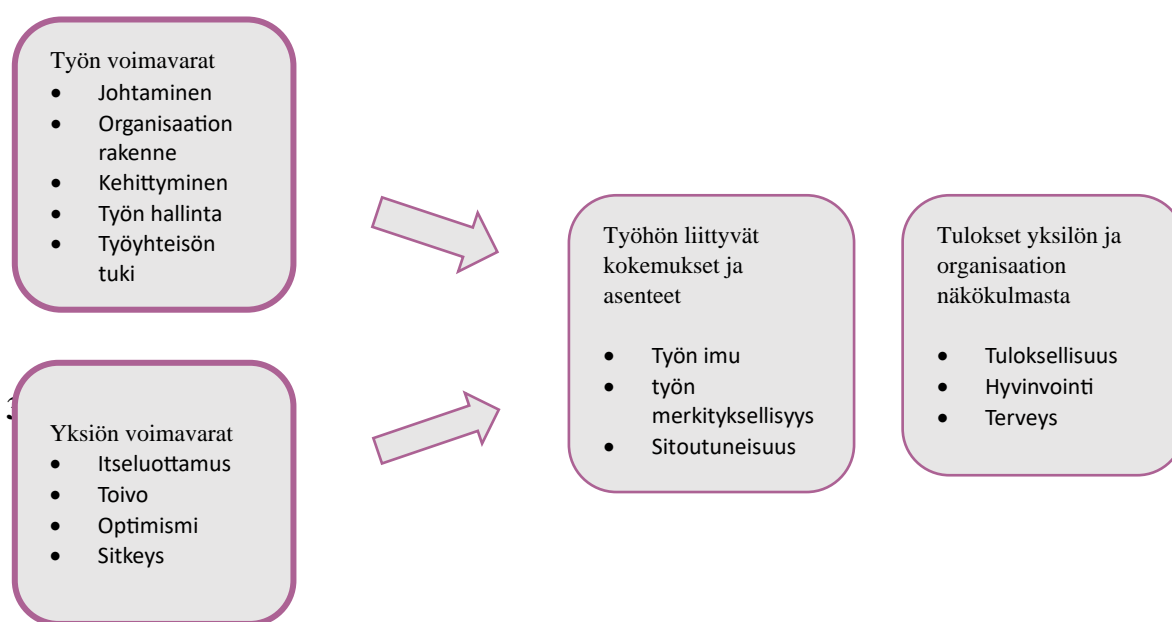 Työn voimavarat
• Johtaminen
• Organisaation
rakenne
• Kehittyminen
• Työn hallinta
• Työyhteisön
tuki
Yksiön voimavarat
• Itseluottamus
• Toivo
• Optimismi
• Sitkeys
Työhön liittyvät
kokemukset ja
asenteet
• Työn imu
• työn
merkityksellisyys
• Sitoutuneisuus
Tulokset yksilön ja
organisaation
näkökulmasta
• Tuloksellisuus
• Hyvinvointi
• Terveys